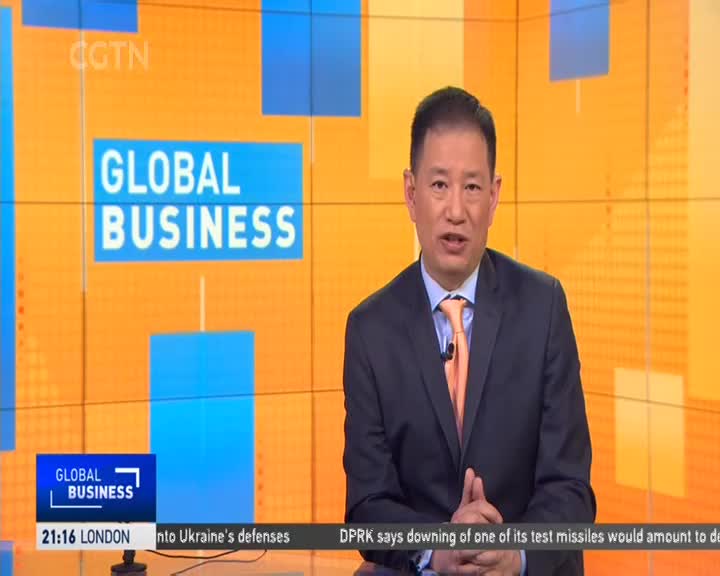 CGTN
GLOBAL
BUSINESS
GLOBAL
BUSINESS
21:16 LONDON
nto Ukraine's defenses
DPRK says downing of one of its test missiles would amount to de